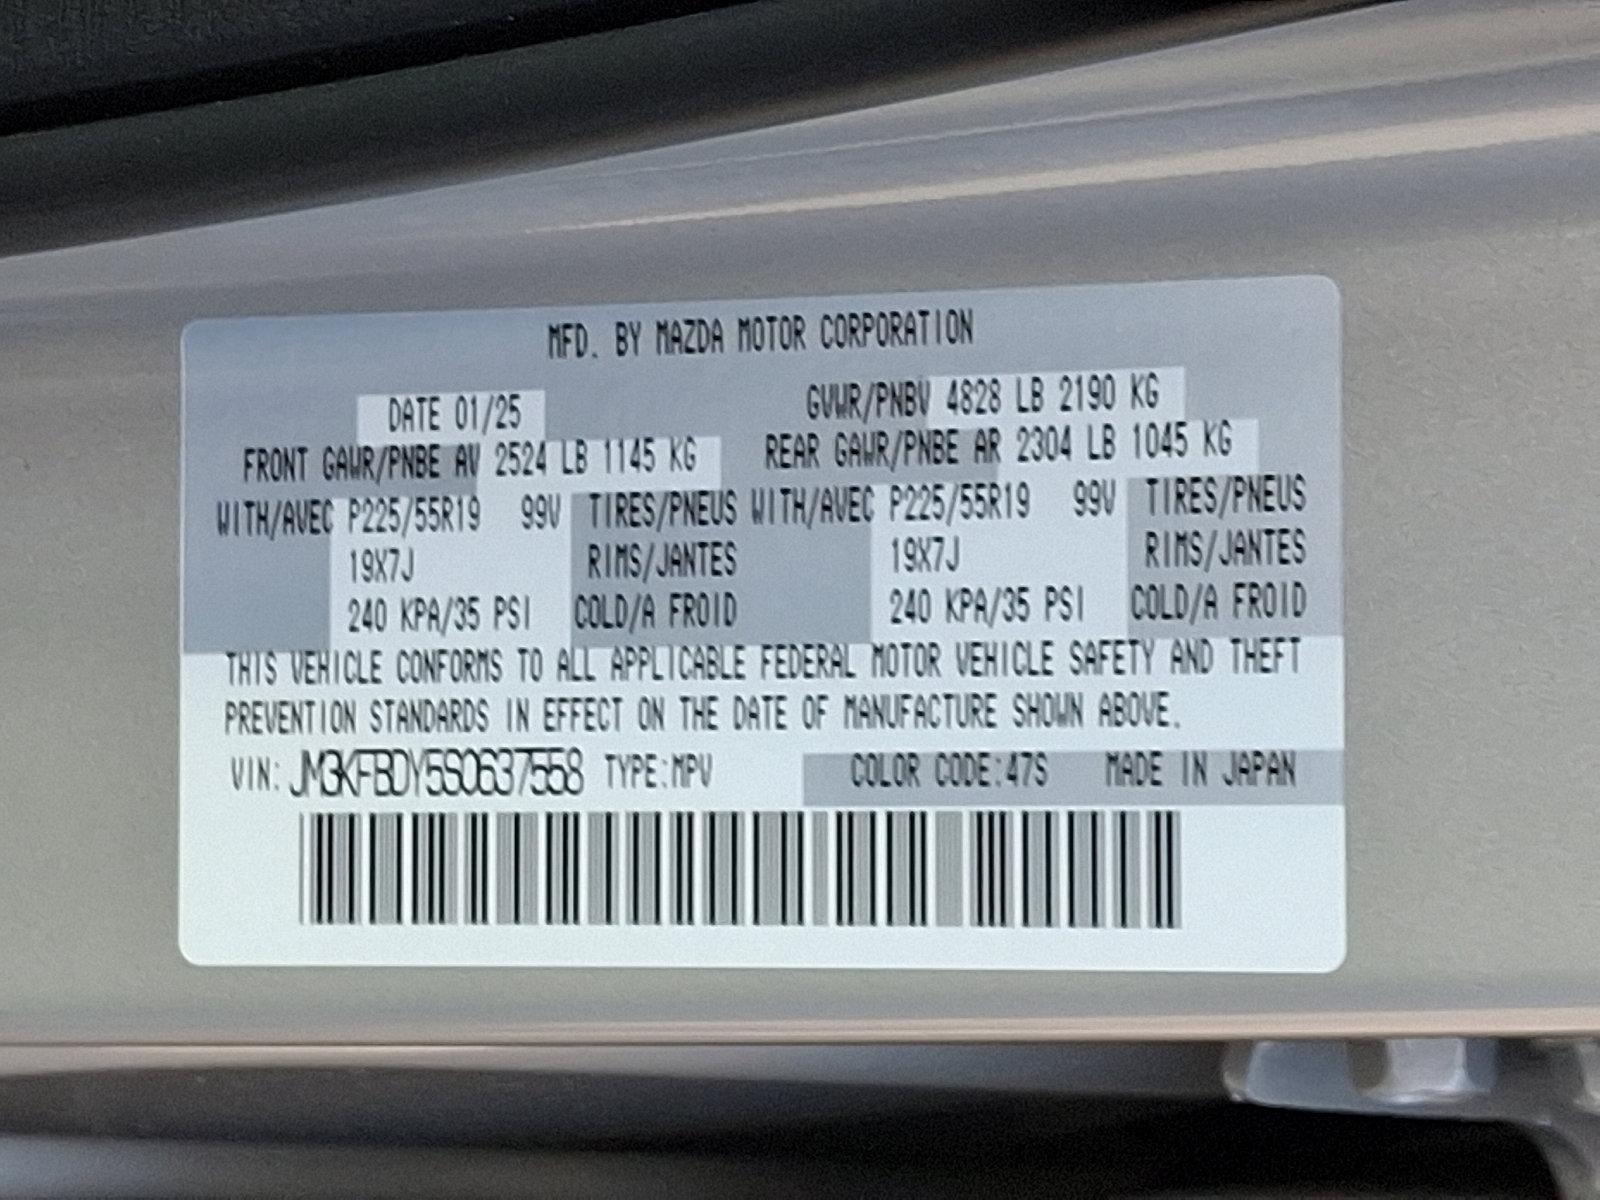 MFD. BY MAZDA MOTOR CORPORATION
DATE 01/25 GVWR/PNBV 4828 LB 2190 KG
FRONT GAWR/PNBE AV 2524 LB 1145 KG REAR GAWR/PNBE AR 2304 LB 1045 KG
WITH/AVEC P225/55R19 99V TIRES/PNEUS WITH/AVEC P225/55R19 99V TIRES/PNEUS
19X7J RIMS/JANTES 19X7J RIMS/JANTES
240 KPA/35 PSI COLD/A FROID 240 KPA/35 PSI COLD/A FROID
THIS VEHICLE CONFORMS TO ALL APPLICABLE FEDERAL MOTOR VEHICLE SAFETY AND THEFT
PREVENTION STANDARDS IN EFFECT ON THE DATE OF MANUFACTURE SHOWN ABOVE.
VIN: JM3KFBDY5S0637558 TYPE:MPV COLOR CODE:47S MADE IN JAPAN